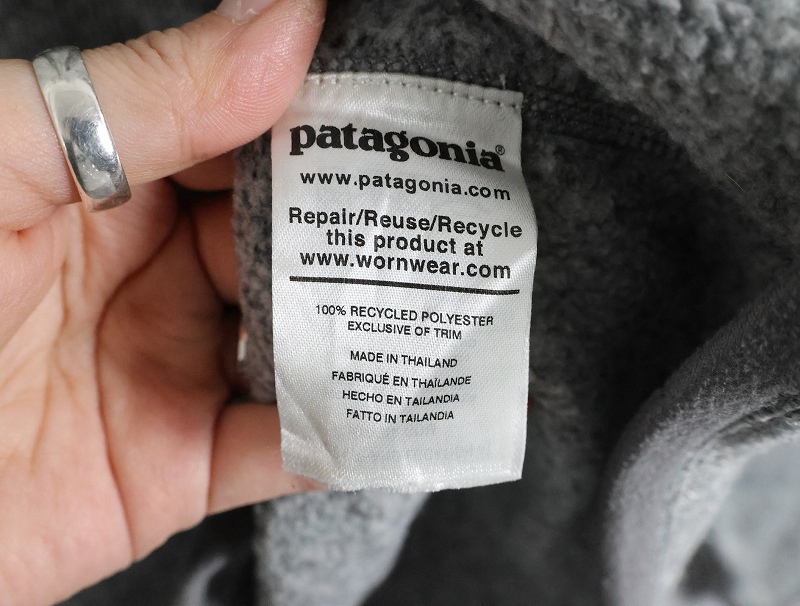 patagonia®
www.patagonia.com
Repair/Reuse/Recycle
this product at
www.wornwear.com
100% RECYCLED POLYESTER
EXCLUSIVE OF TRIM
MADE IN THAILAND
FABRIQUÉ EN THAÏLANDE
HECHO EN TAILANDIA
FATTO IN TAILANDIA